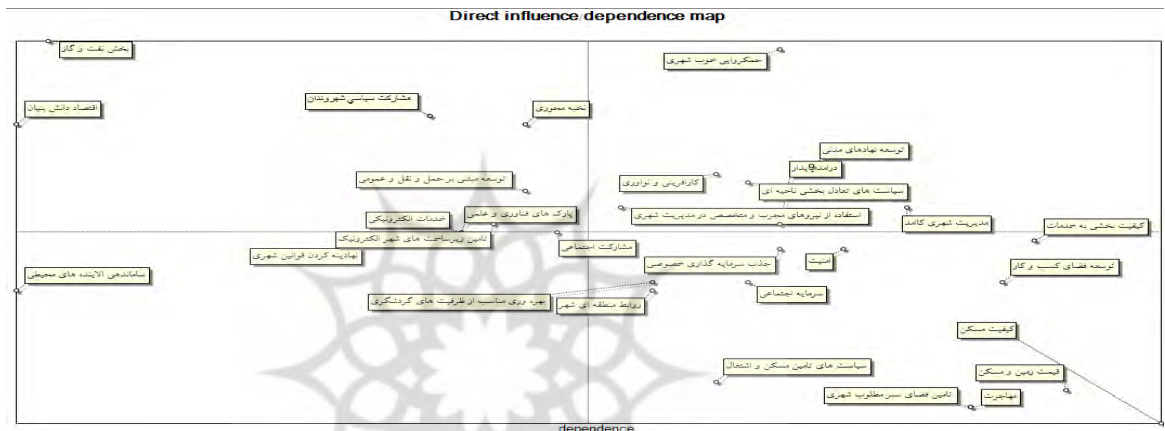 Direct influence/dependence map
بخش نفت و گاز
حمکروایی خوب شهری
اقتصاد دانش بنیان
مشارکت سیاسی شهروندان
نخبه محوری
توسعه نهادهای مدنی
درآمد پایدار
توسعه مبتنی بر حمل و نقل و عمومی
کارآفرینی و نوآوری
سیاست های تعادل بخشی ناحیه ای
خدمات الکترونیکی
پارک های فناوری و علمی
استفاده از نیروهای مجرب و متخصص در مدیریت شهری
مدیریت شهری کامد
کیفیت بخشی به خدمات
تامین زیرساخت های شهر الکترونیک
مشارکت اجتماعی
نهادینه کردن قوانین شهری
جذب سرمایه گذاری خصوصی
امنیت
توسعه فضای کسب و کار
ساماندهی آلاینده های محیطی
بهره وری مناسب از ظرفیت های گردشگری
روابط منطقه ای شهر
سرمایه اجتماعی
کیفیت مسکن
سیاست های تامین مسکن و اشتغال
قیمت زمین و مسکن
تامین فضای سبز مطلوب شهری
مهاجرت
dependence